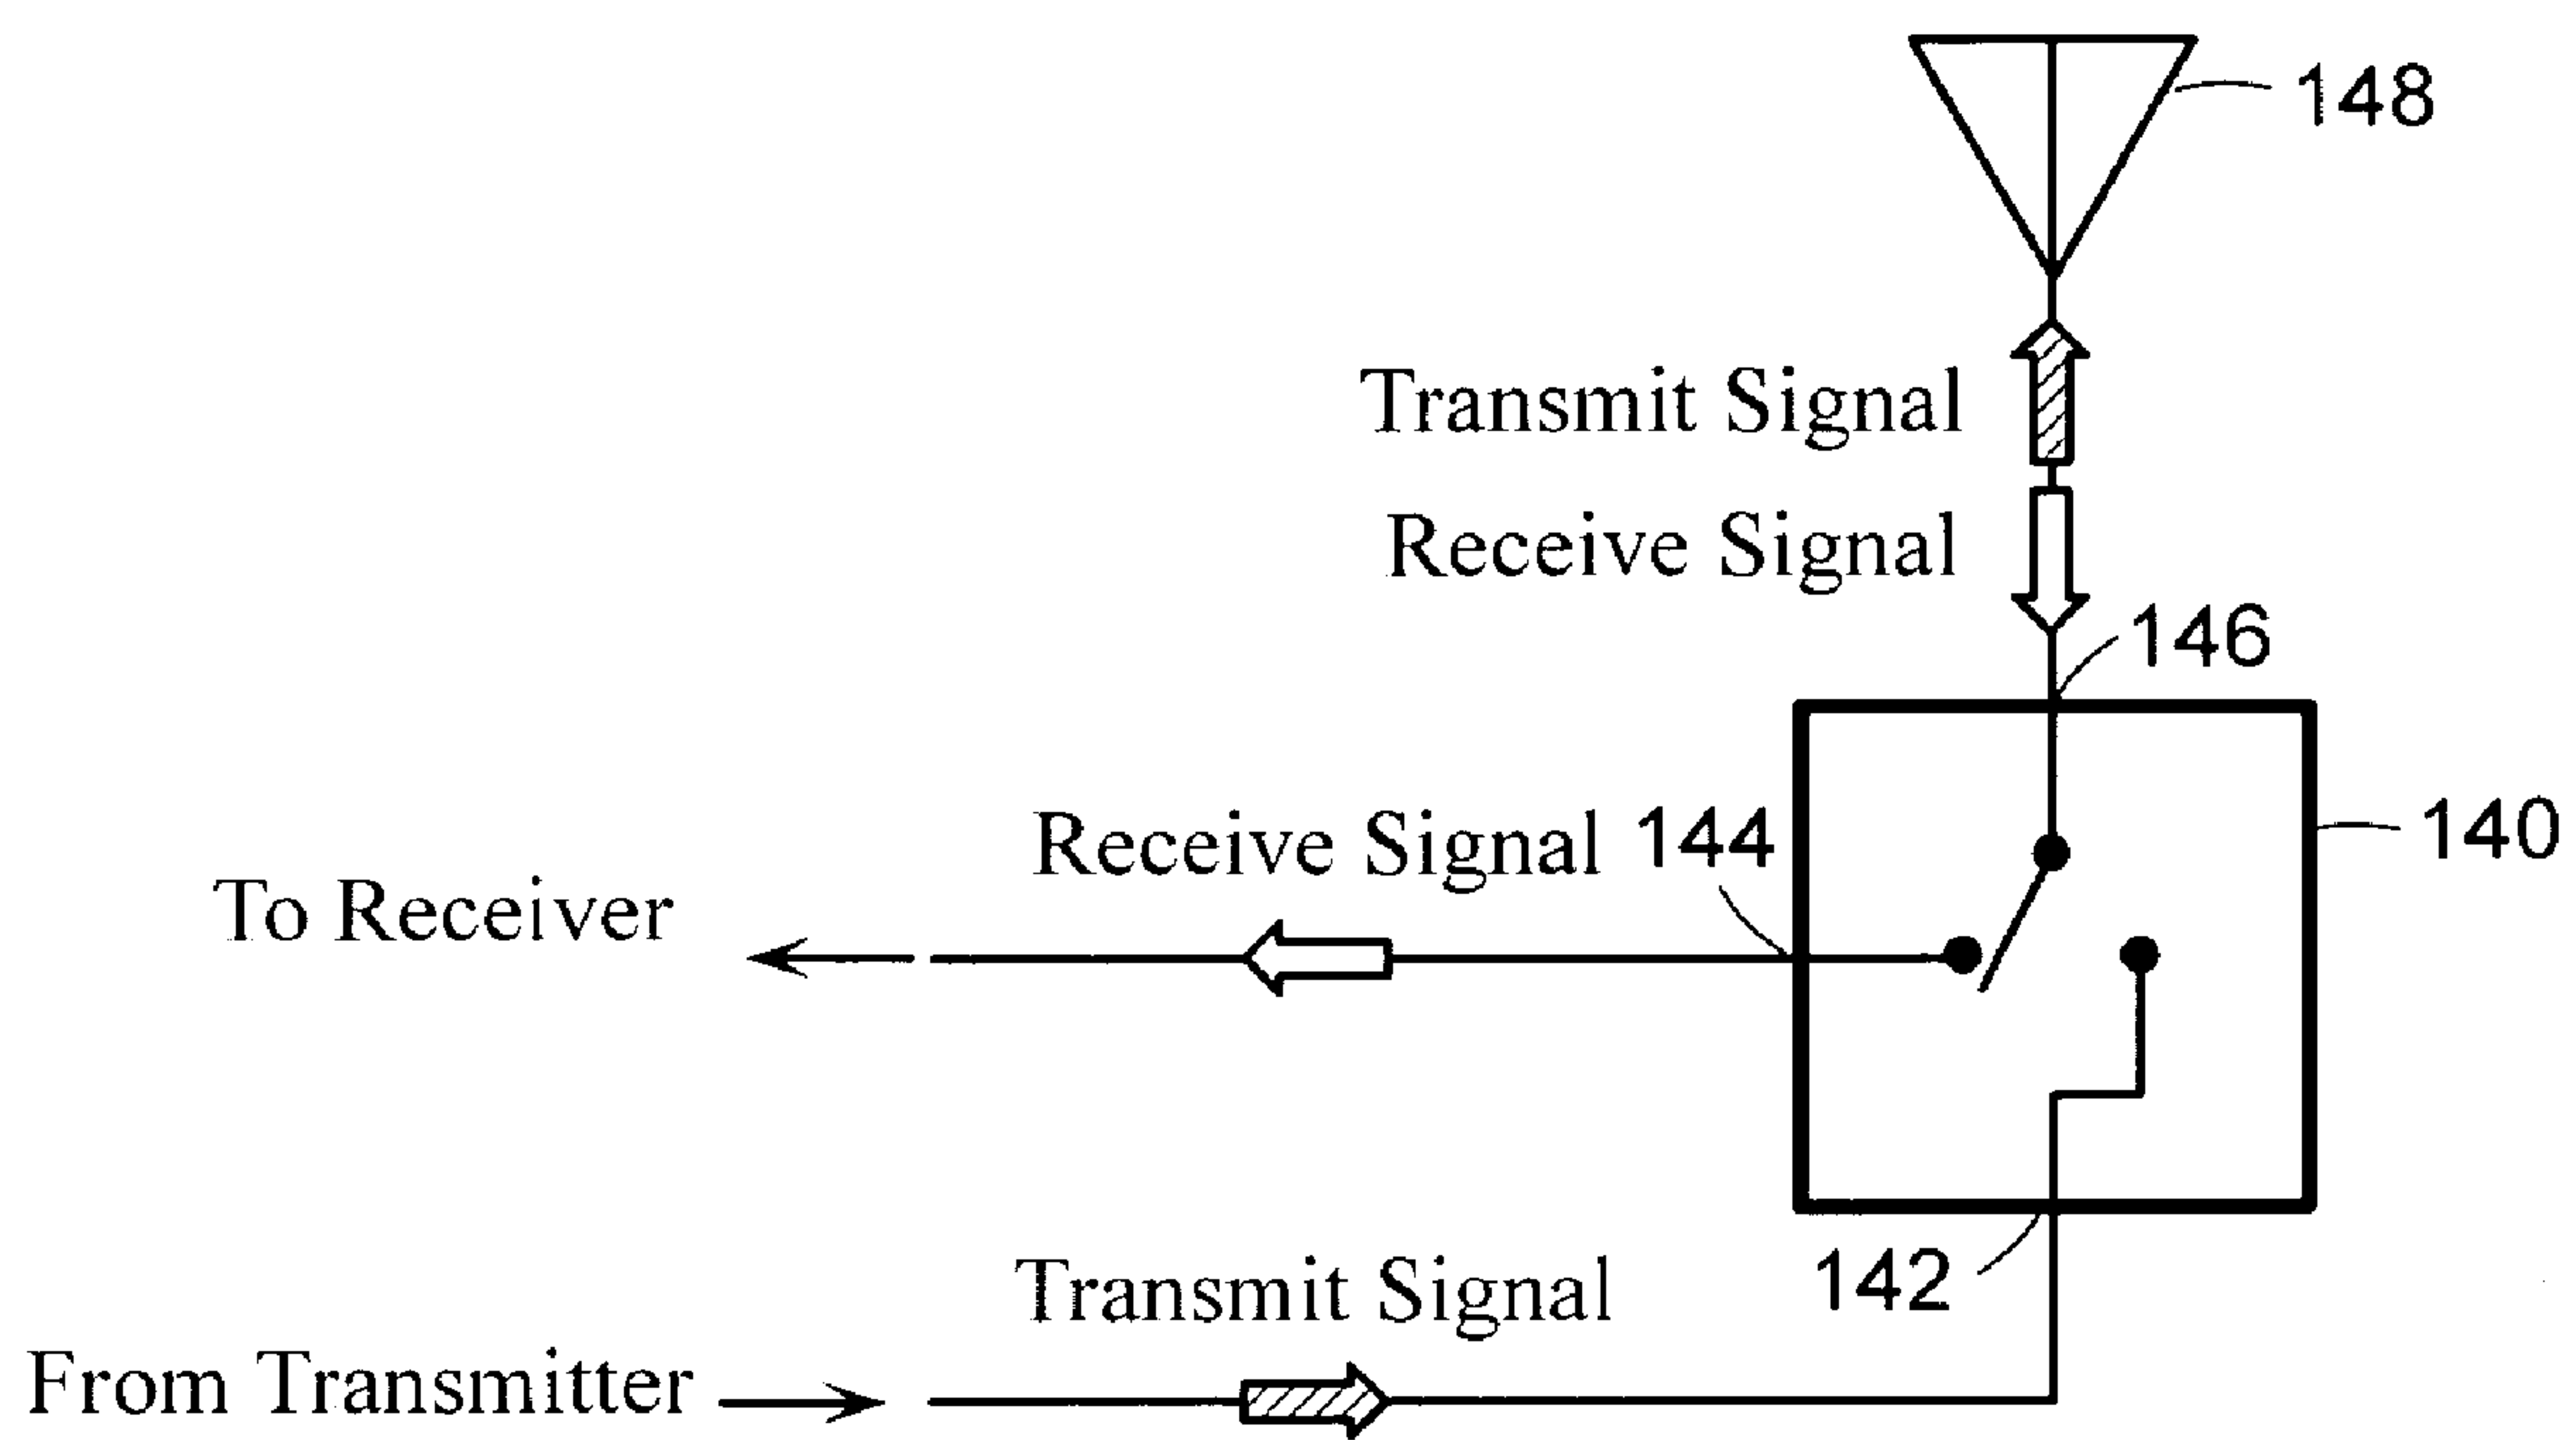 148
Transmit Signal
Receive Signal
146
Receive Signal 144
140
To Receiver
142
Transmit Signal
From Transmitter